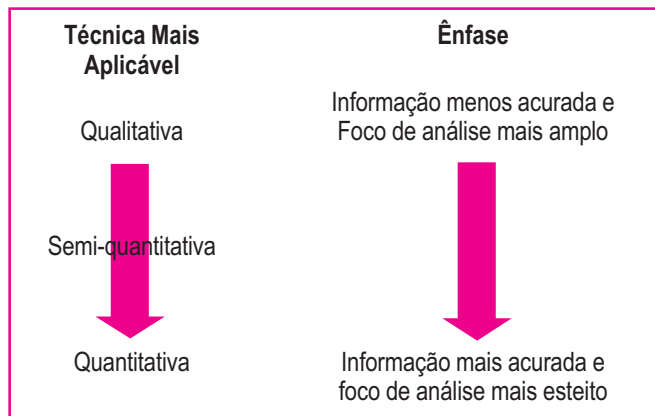 Técnica Mais
Aplicável
Ênfase
Qualitativa
Informação menos acurada e
Foco de análise mais amplo
Semi-quantitativa
Quantitativa
Informação mais acurada e
foco de análise mais esteito